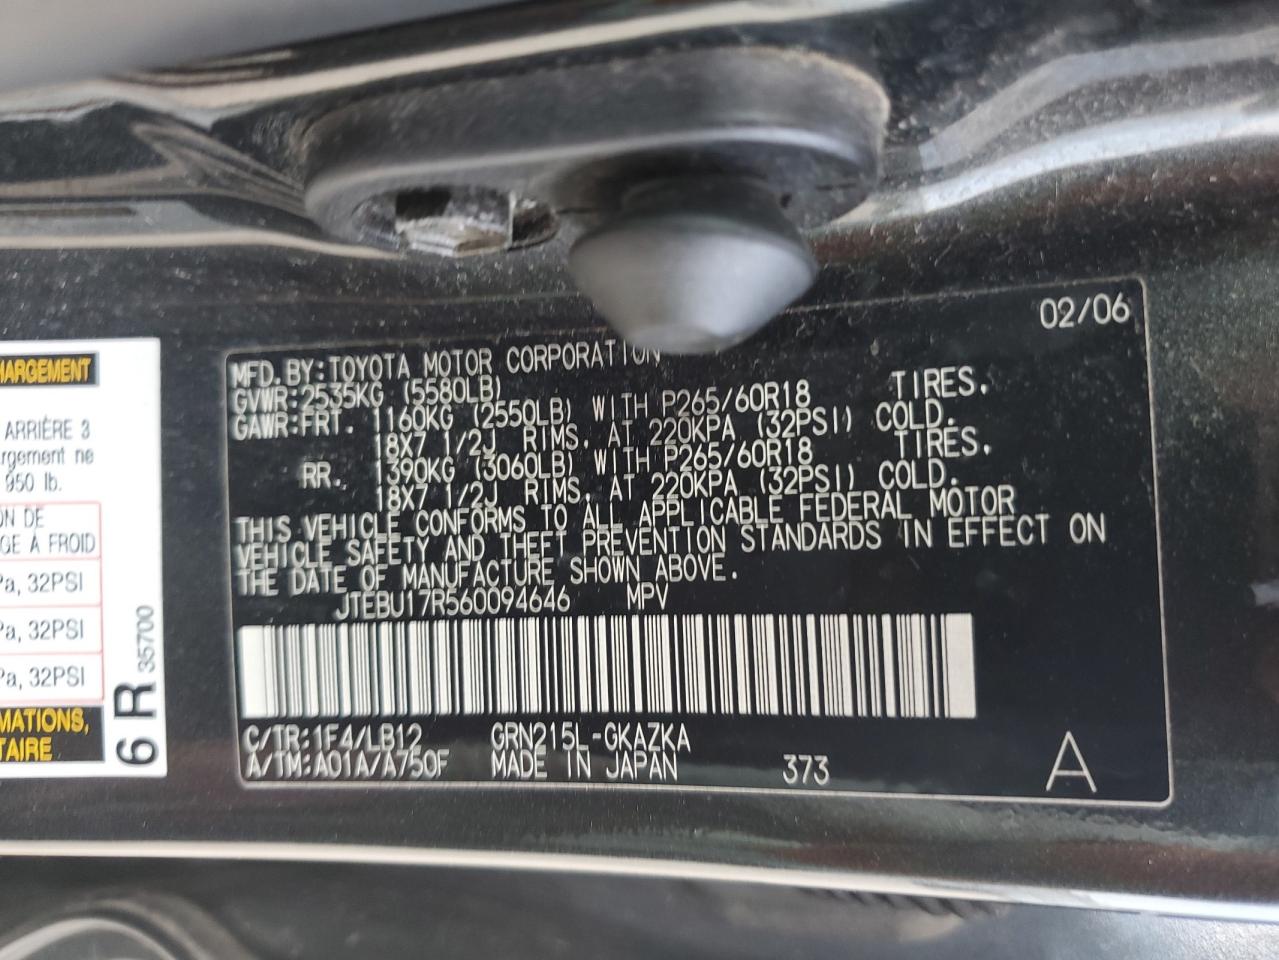 HARGEMENT
ARRIÈRE 3
rgement ne
950 lb.
ON DE
GE À FROID
Pa, 32PSI
Pa, 32PSI
Pa, 32PSI
MATIONS,
TAIRE
6R
35700
02/06
MFD.BY:TOYOTA MOTOR CORPORATION
GVWR:2535KG (5580LB)
GAWR:FRT. 1160KG (2550LB) WITH P265/60R18 TIRES.
18X7 1/2J RIMS. AT 220KPA (32PSI) COLD.
RR. 1390KG (3060LB) WITH P265/60R18 TIRES.
18X7 1/2J RIMS. AT 220KPA (32PSI) COLD.
THIS VEHICLE CONFORMS TO ALL APPLICABLE FEDERAL MOTOR
VEHICLE SAFETY AND THEFT PREVENTION STANDARDS IN EFFECT ON
THE DATE OF MANUFACTURE SHOWN ABOVE.
JTEBU17R560094646 MPV
C/TR:1F4/LB12 GRN215L-GKAZKA
A/TM:A01A/A750F MADE IN JAPAN 373 A